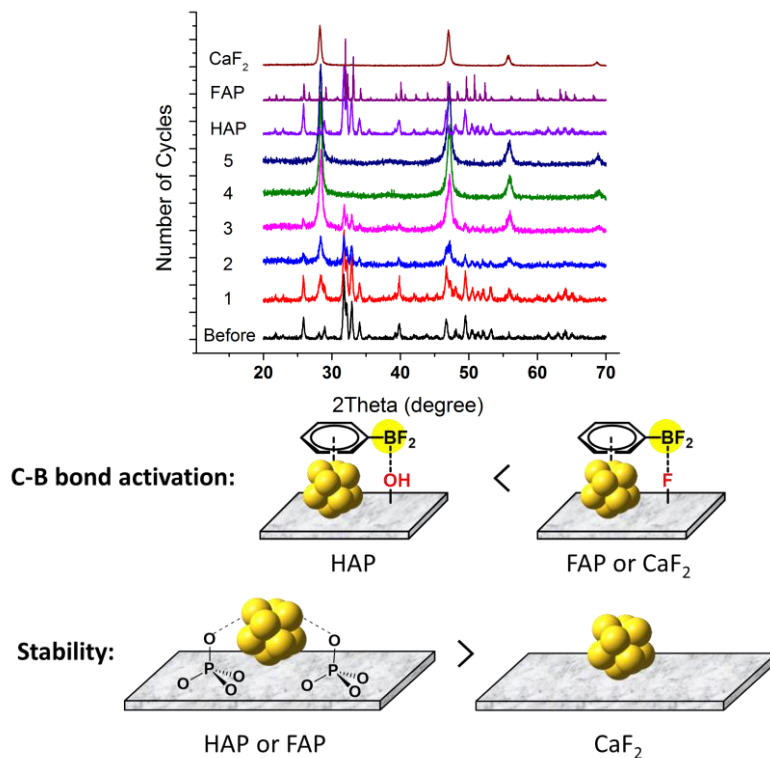 Number of Cycles
CaF₂
FAP
HAP
5
4
3
2
1
Before
20 30 40 50 60 70
2Theta (degree)
C-B bond activation:
BF₂
OH
HAP
<
BF₂
F
FAP or CaF₂
Stability:
O O
P P
O O O O O O
HAP or FAP
>
CaF₂